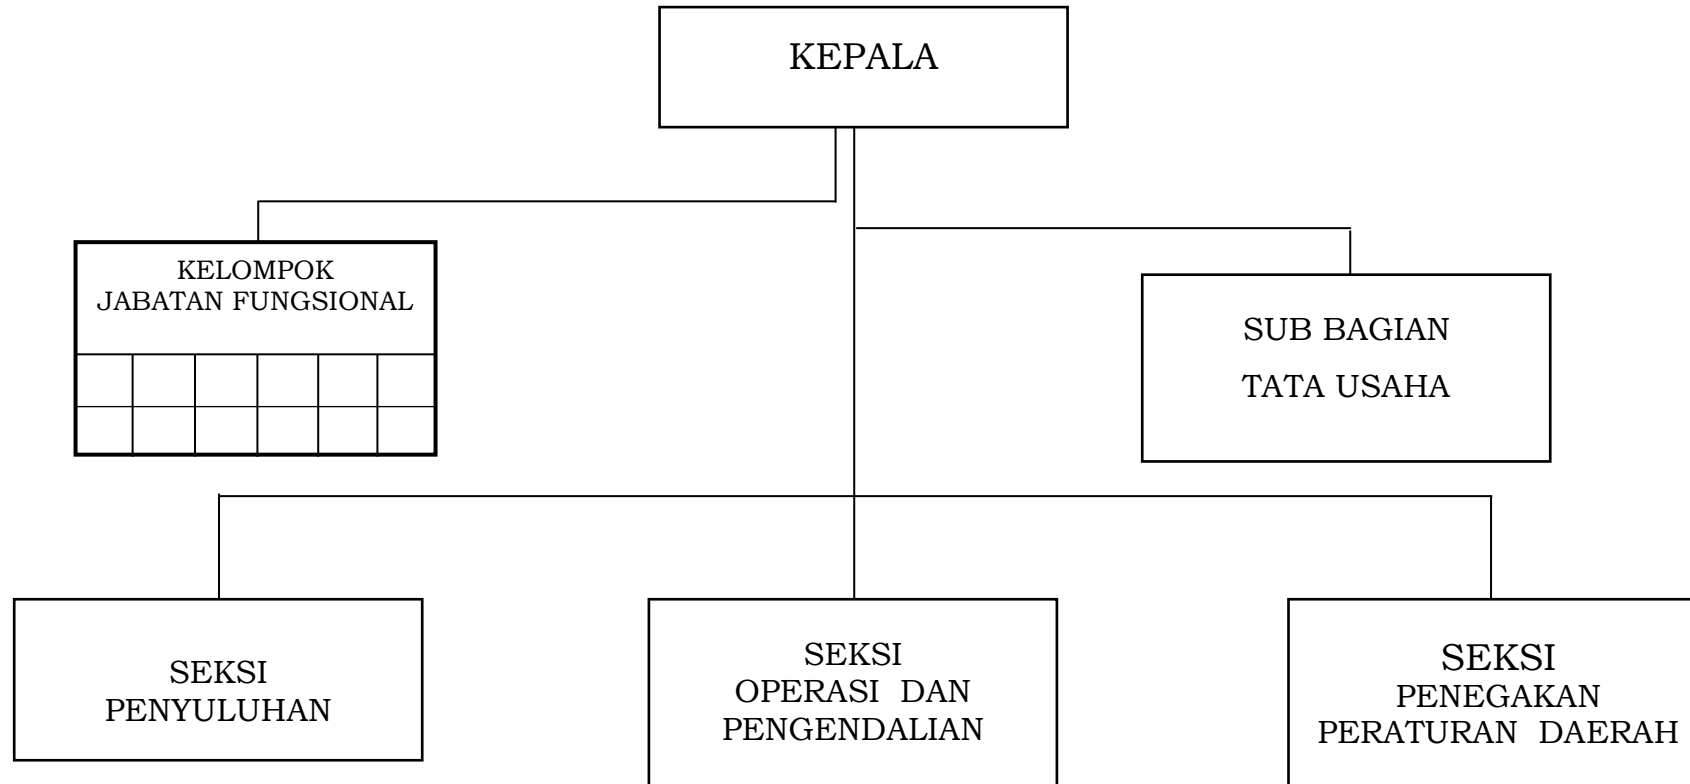 KEPALA
KELOMPOK
JABATAN FUNGSIONAL
SUB BAGIAN
TATA USAHA
SEKSI
PENYULUHAN
SEKSI
OPERASI DAN
PENGENDALIAN
SEKSI
PENEGAKAN
PERATURAN DAERAH